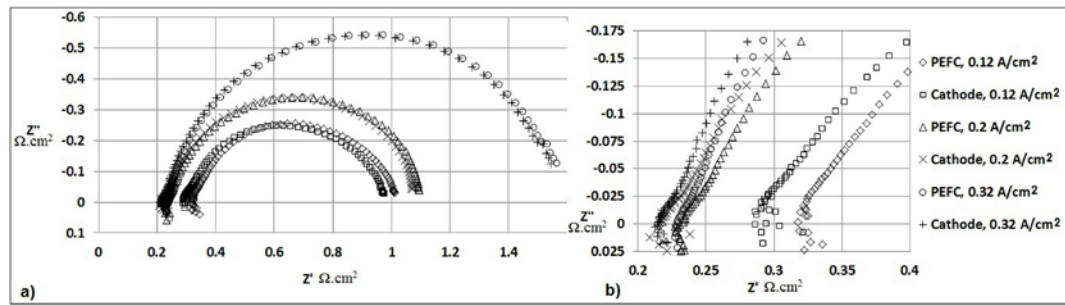 -0.6
-0.5
-0.4
-0.3
Z''
Ω.cm²
-0.2
-0.1
0
0.1
0 0.2 0.4 0.6 0.8 1 1.2 1.4
a)
Z' Ω.cm²
-0.175
-0.15
-0.125
-0.1
-0.075
-0.05
-0.025
Z''
Ω.cm²
0
0.025
0.2 0.25 0.3 0.35 0.4
b)
Z' Ω.cm²
PEFC, 0.12 A/cm²
Cathode, 0.12 A/cm²
PEFC, 0.2 A/cm²
Cathode, 0.2 A/cm²
PEFC, 0.32 A/cm²
Cathode, 0.32 A/cm²